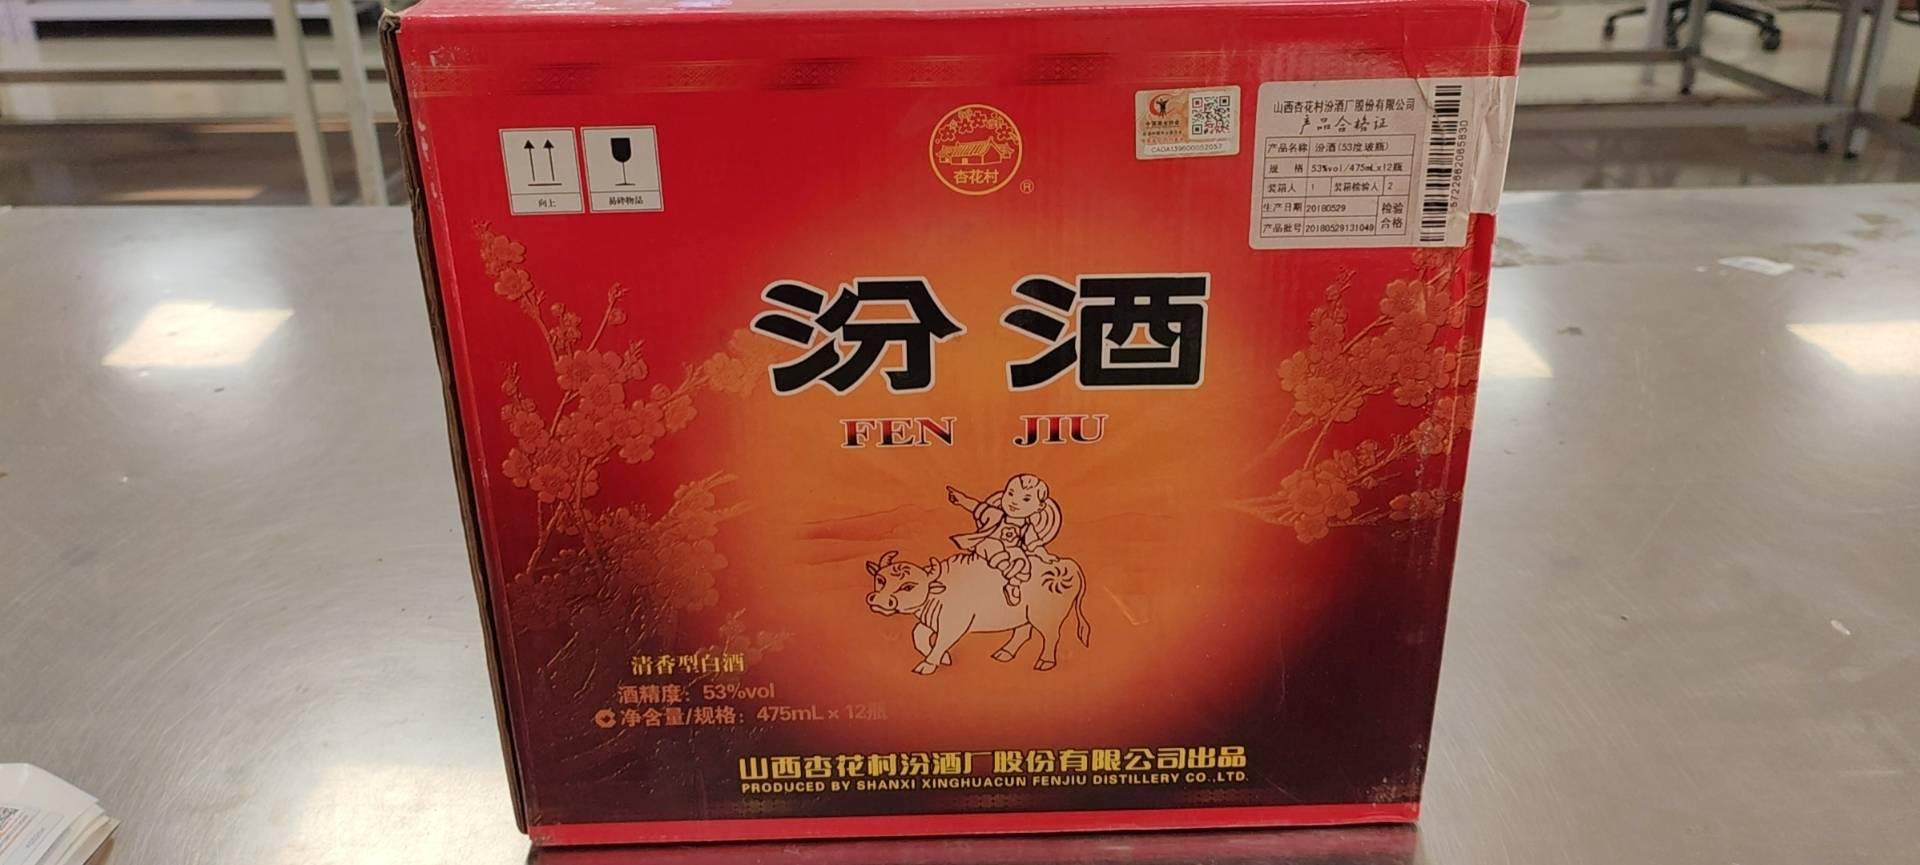 向上
易碎物品
杏花村
®
CADA139600052057
山西杏花村汾酒厂股份有限公司
产品合格证
产品名称 汾酒(53度玻瓶)
规 格 53%vol/475mL×12瓶
装箱人 1 装箱检验人 2
生产日期 20180529 检验
产品批号 20180529131049 合格
汾酒
FEN JIU
清香型白酒
酒精度：53%vol
净含量/规格：475mL×12瓶
山西杏花村汾酒厂股份有限公司出品
PRODUCED BY SHANXI XINGHUACUN FENJIU DISTILLERY CO.,LTD.